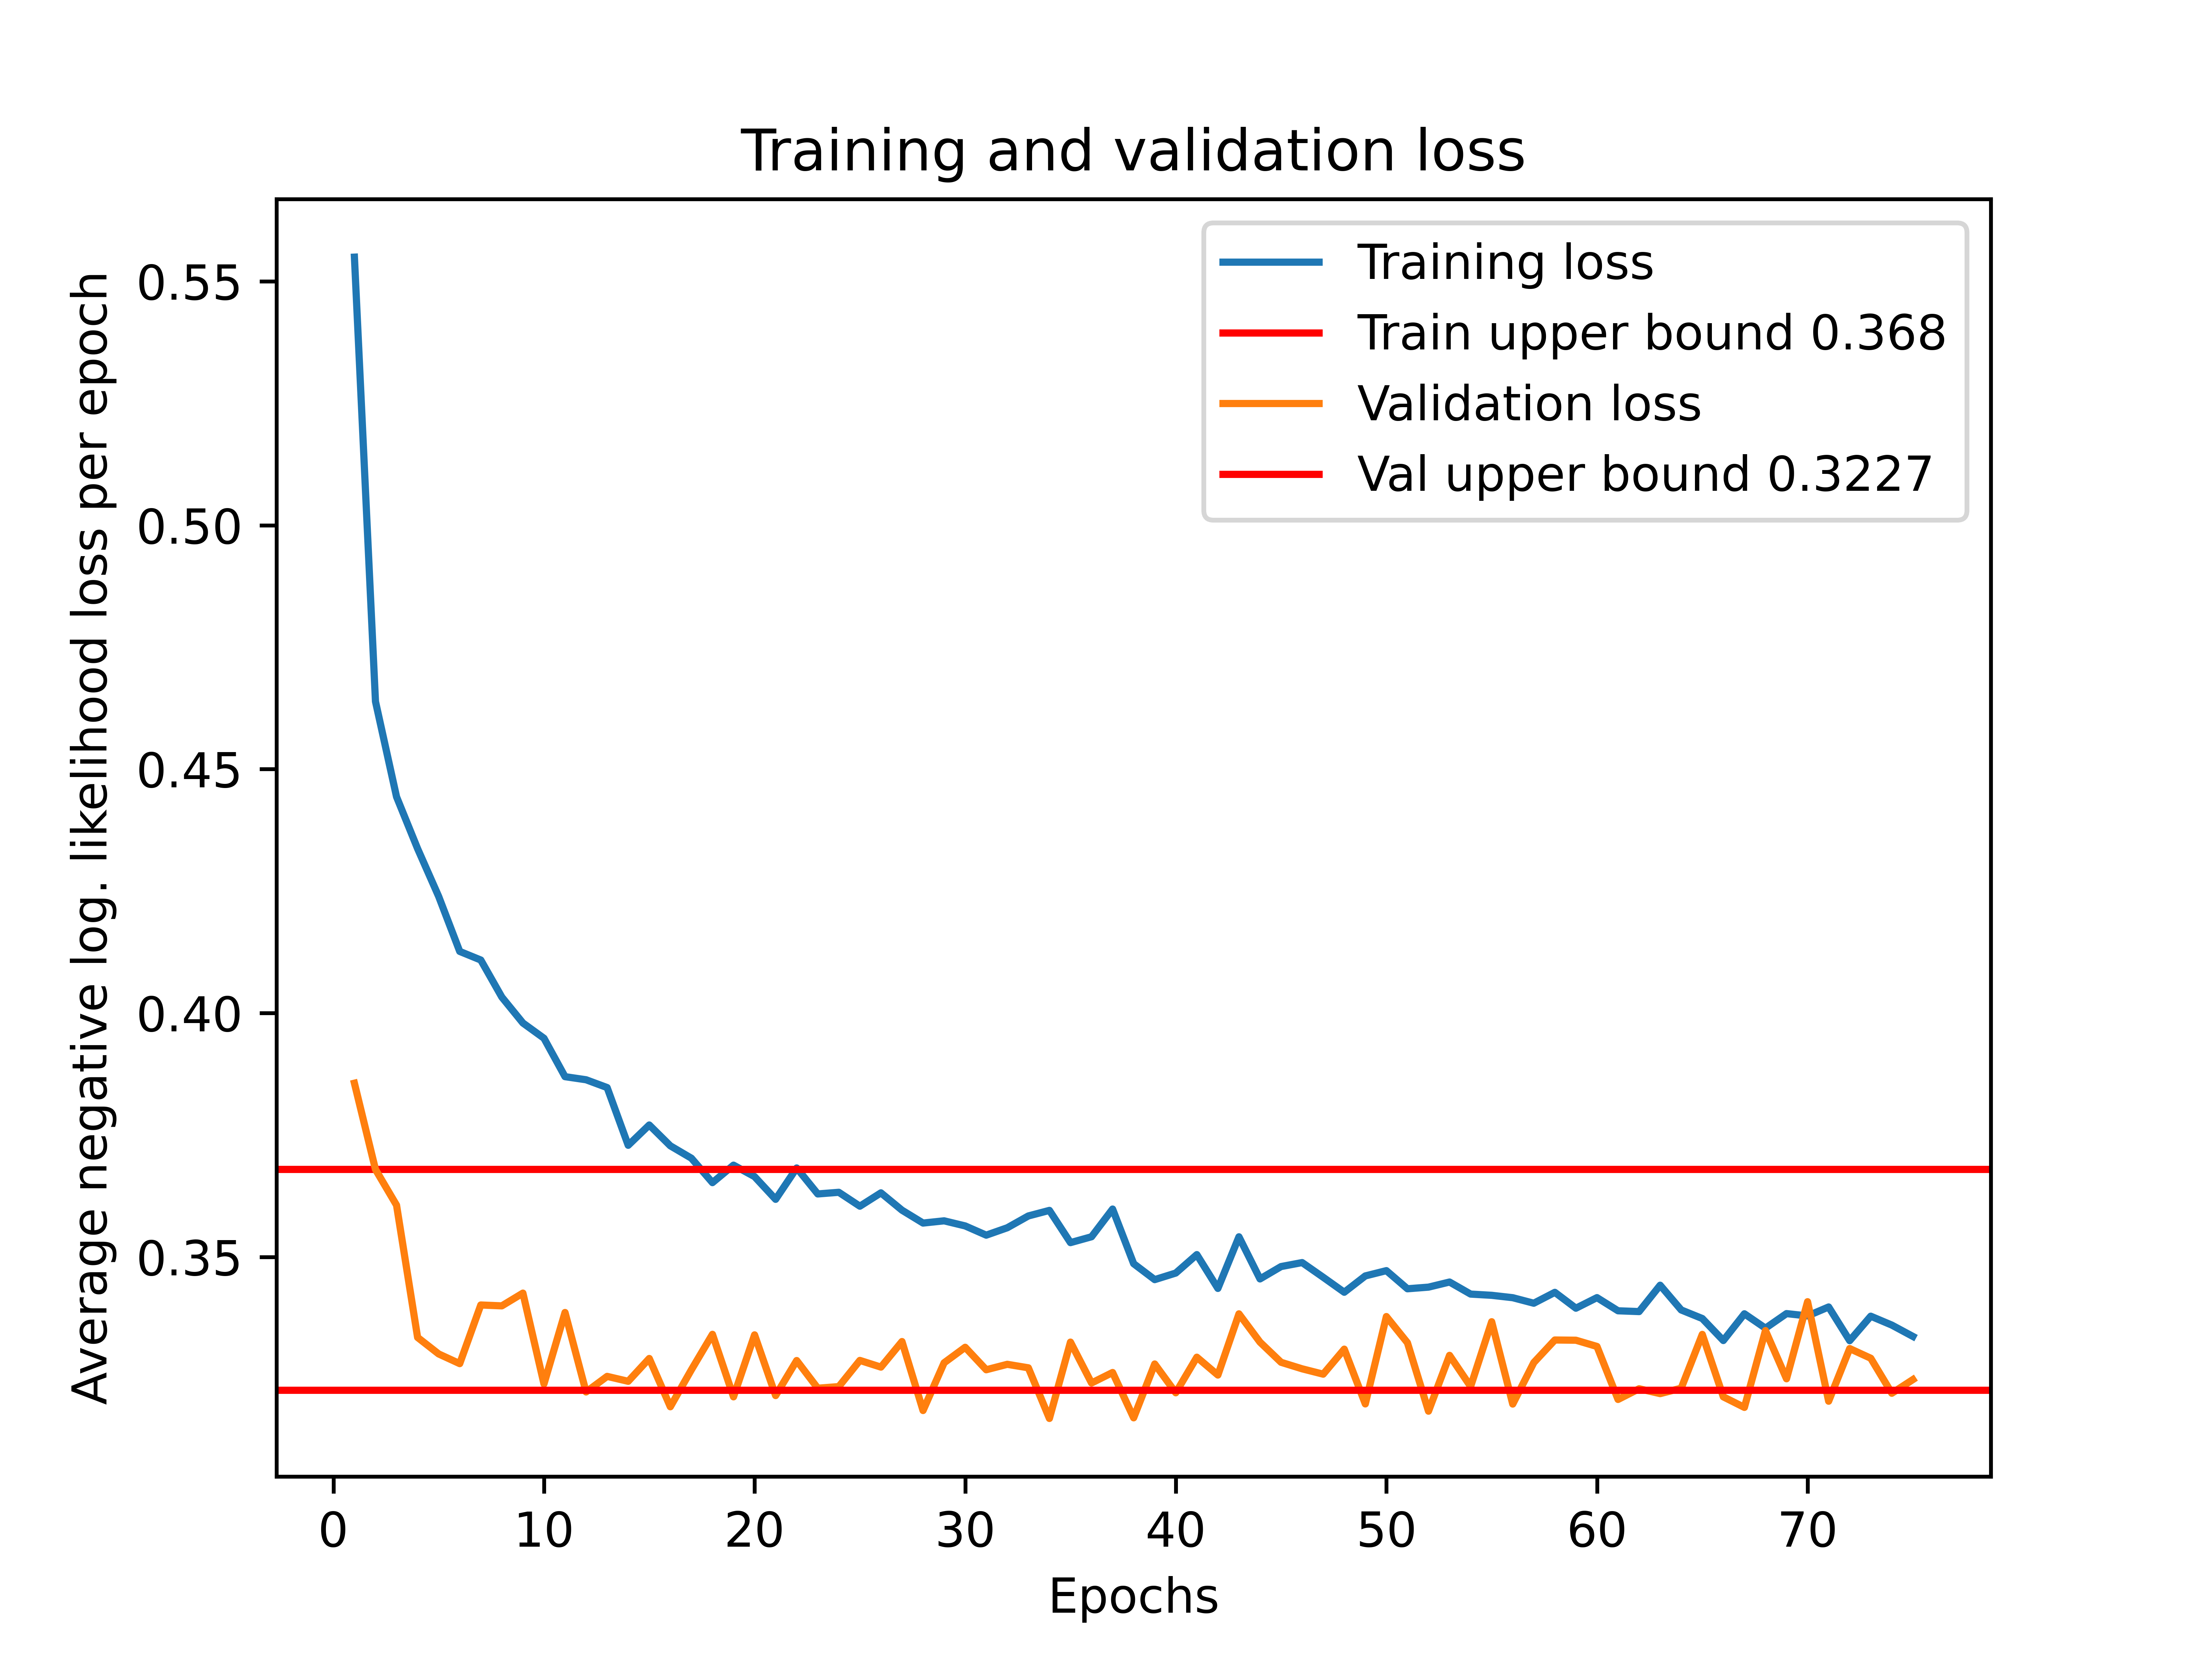 Training and validation loss
Training loss
Train upper bound 0.368
Validation loss
Val upper bound 0.3227
Average negative log. likelihood loss per epoch
0.55
0.50
0.45
0.40
0.35
0 10 20 30 40 50 60 70
Epochs